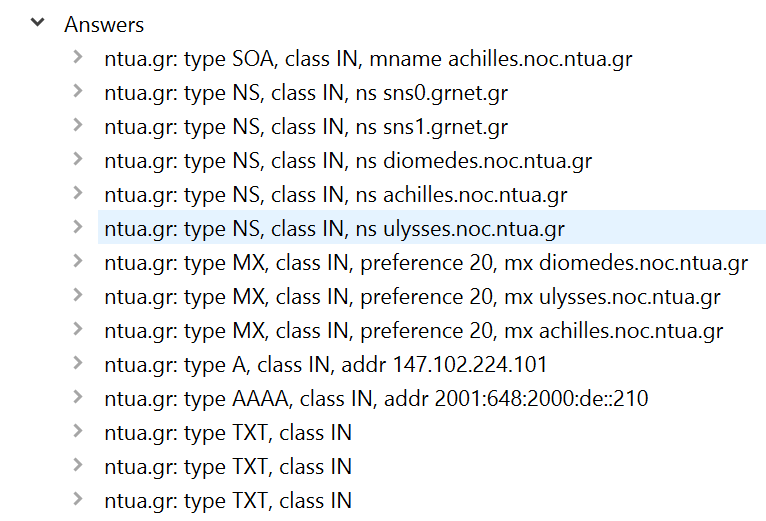 Answers
ntua.gr: type SOA, class IN, mname achilles.noc.ntua.gr
ntua.gr: type NS, class IN, ns sns0.grnet.gr
ntua.gr: type NS, class IN, ns sns1.grnet.gr
ntua.gr: type NS, class IN, ns diomedes.noc.ntua.gr
ntua.gr: type NS, class IN, ns achilles.noc.ntua.gr
ntua.gr: type NS, class IN, ns ulysses.noc.ntua.gr
ntua.gr: type MX, class IN, preference 20, mx diomedes.noc.ntua.gr
ntua.gr: type MX, class IN, preference 20, mx ulysses.noc.ntua.gr
ntua.gr: type MX, class IN, preference 20, mx achilles.noc.ntua.gr
ntua.gr: type A, class IN, addr 147.102.224.101
ntua.gr: type AAAA, class IN, addr 2001:648:2000:de::210
ntua.gr: type TXT, class IN
ntua.gr: type TXT, class IN
ntua.gr: type TXT, class IN